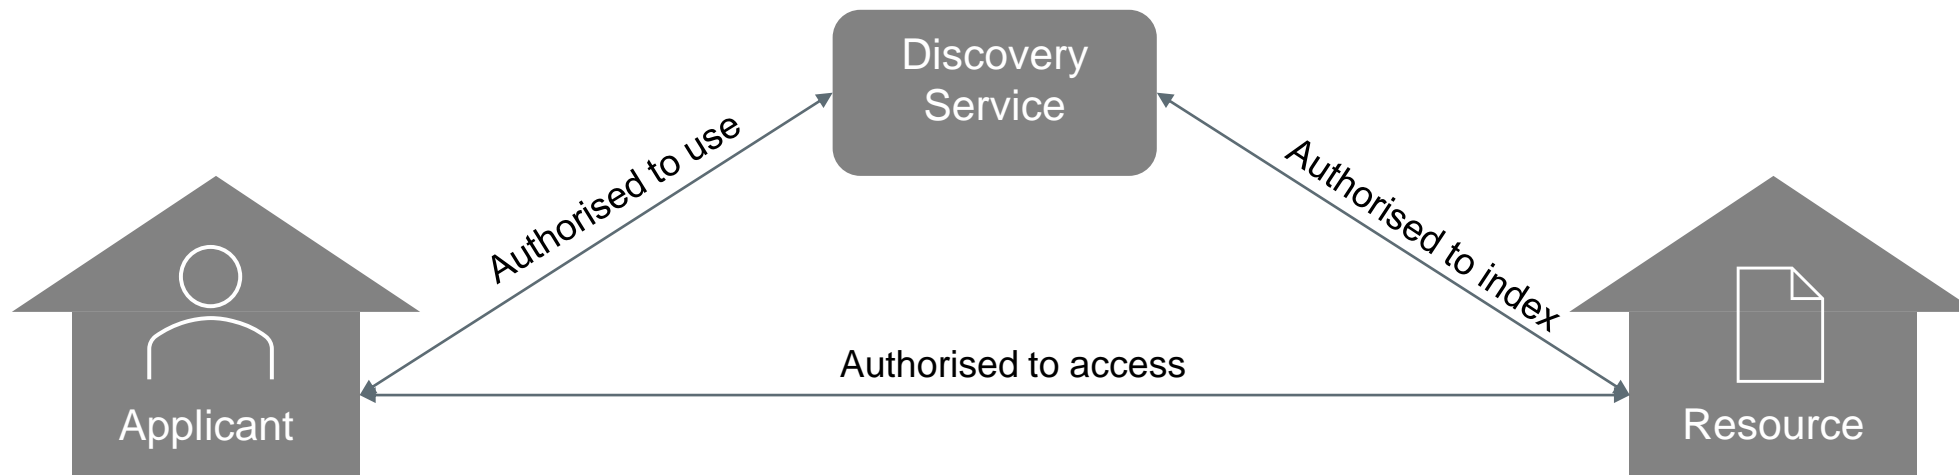 Discovery
Service
Authorised to use
Authorised to index
Authorised to access
Applicant
Resource